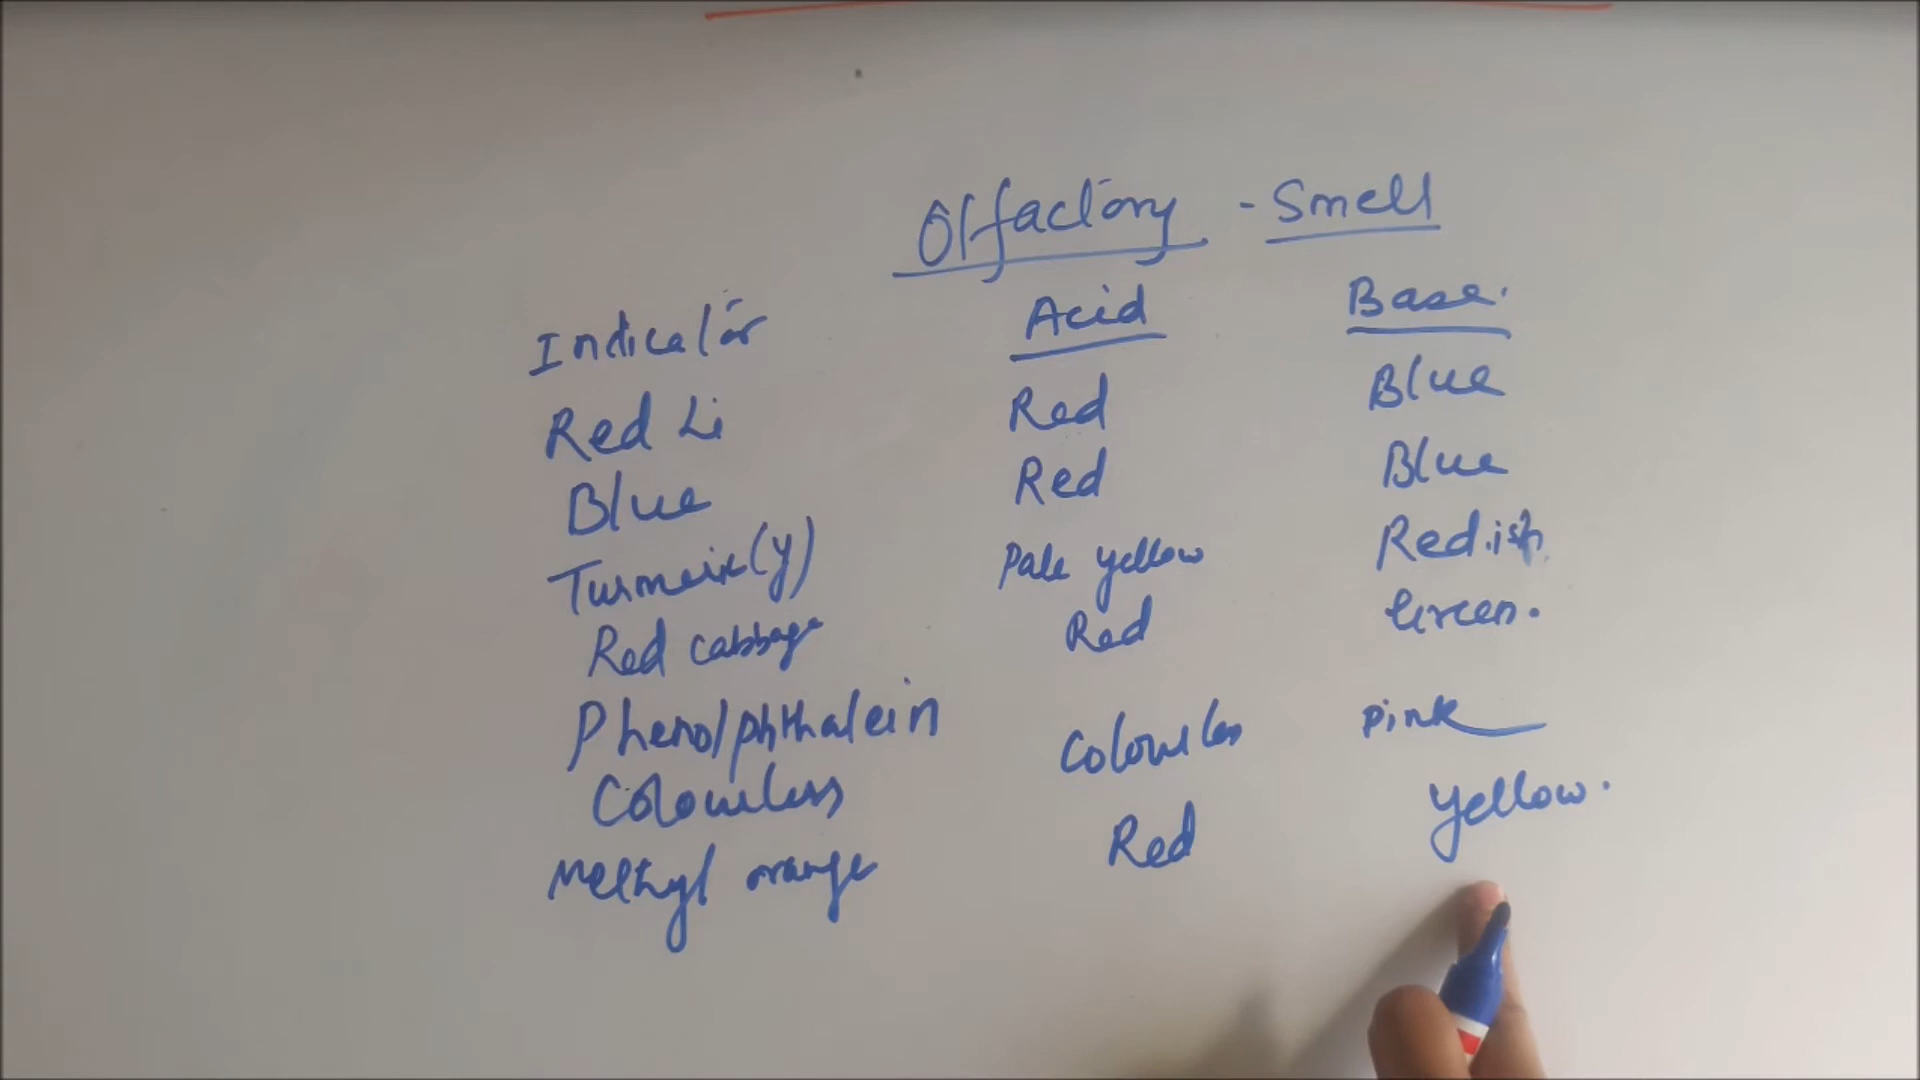 Olfactory - Smell
Indicator Acid Base.
Red Li Red Blue
Blue Red Blue
Turmeric(y) Pale yellow Redish
Red cabbage Red Green.
Phenolphthalein Colourless pink
Colourless
Methyl orange Red yellow.